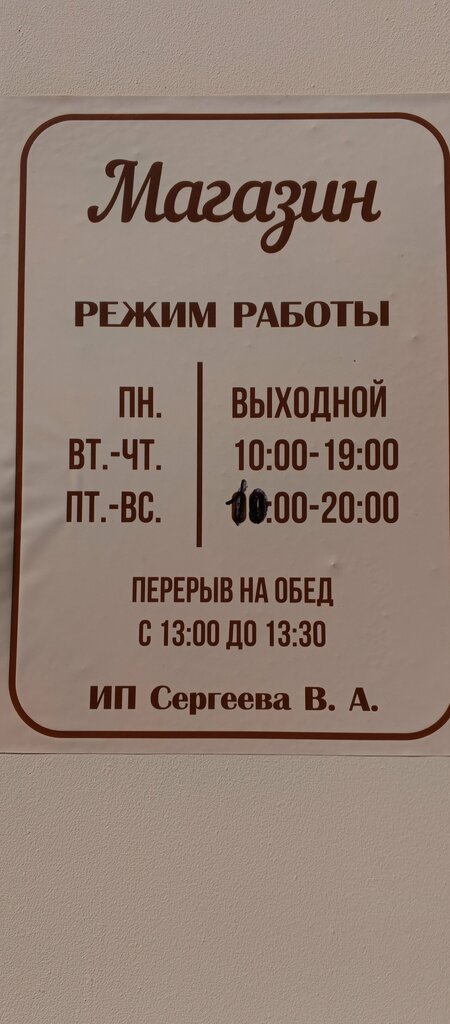 Магазин
РЕЖИМ РАБОТЫ
ПН. ВЫХОДНОЙ
ВТ.-ЧТ. 10:00-19:00
ПТ.-ВС. 10:00-20:00
ПЕРЕРЫВ НА ОБЕД
С 13:00 ДО 13:30
ИП Сергеева В. А.